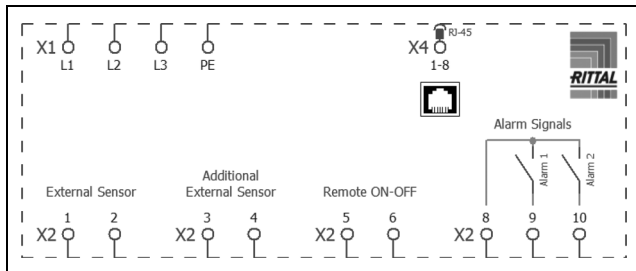 X1
L1 L2 L3 PE
X4
RJ-45
1-8
RITTAL
Alarm Signals
Alarm 1
Alarm 2
External Sensor
Additional
External Sensor
Remote ON-OFF
X2 1 2
X2 3 4
X2 5 6
X2 8 9 10